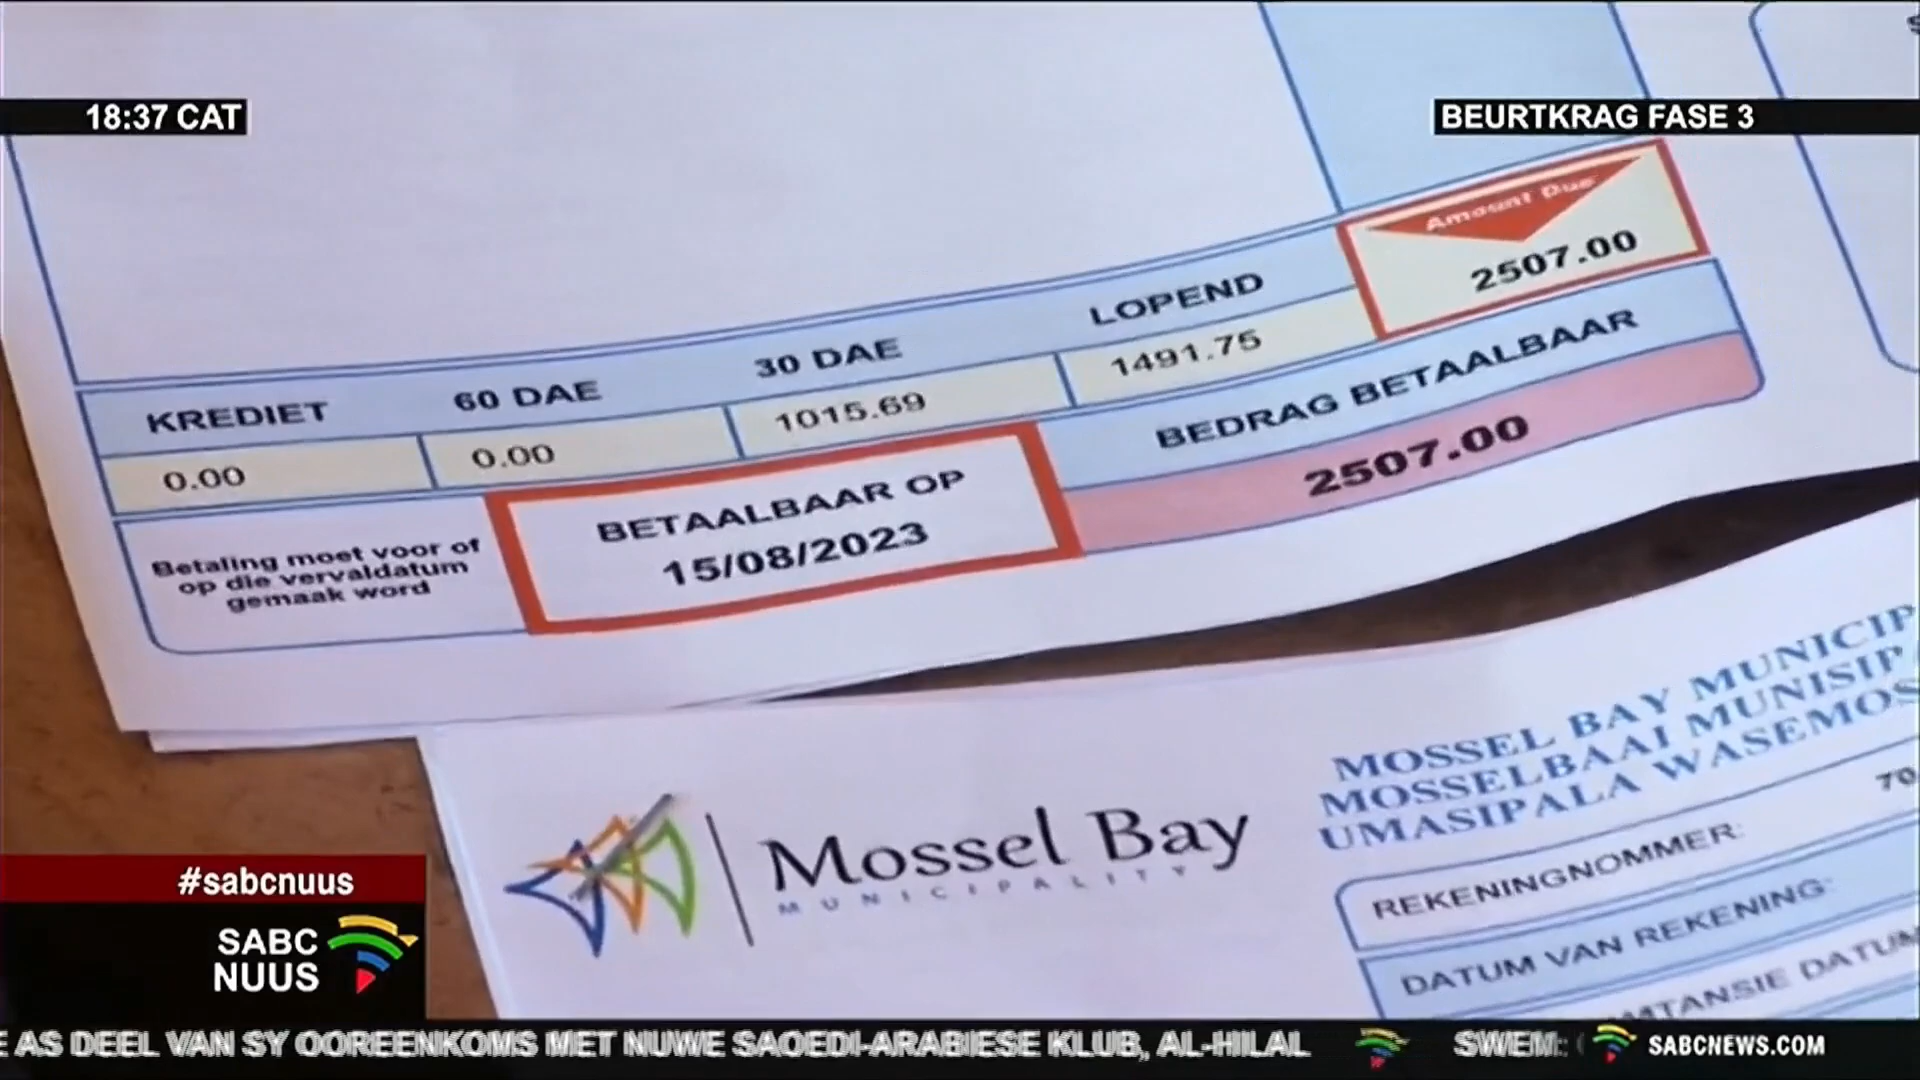 18:37 CAT
BEURTKRAG FASE 3
Amount Due
2507.00
KREDIET
60 DAE
30 DAE
LOPEND
0.00
0.00
1015.69
1491.75
BEDRAG BETAALBAAR
2507.00
Betaling moet voor of
op die vervaldatum
gemaak word
BETAALBAAR OP
15/08/2023
MOSSEL BAY MUNICIP
MOSSELBAAI MUNISIP
UMASIPALA WASEMOS
Mossel Bay
MUNICIPALITY
70
REKENINGNOMMER:
DATUM VAN REKENING:
MTANSIE DATUM
#sabcnuus
SABC
NUUS
E AS DEEL VAN SY OOREENKOMS MET NUWE SAOEDI-ARABIESE KLUB, AL-HILAL
SWEM:
SABCNEWS.COM